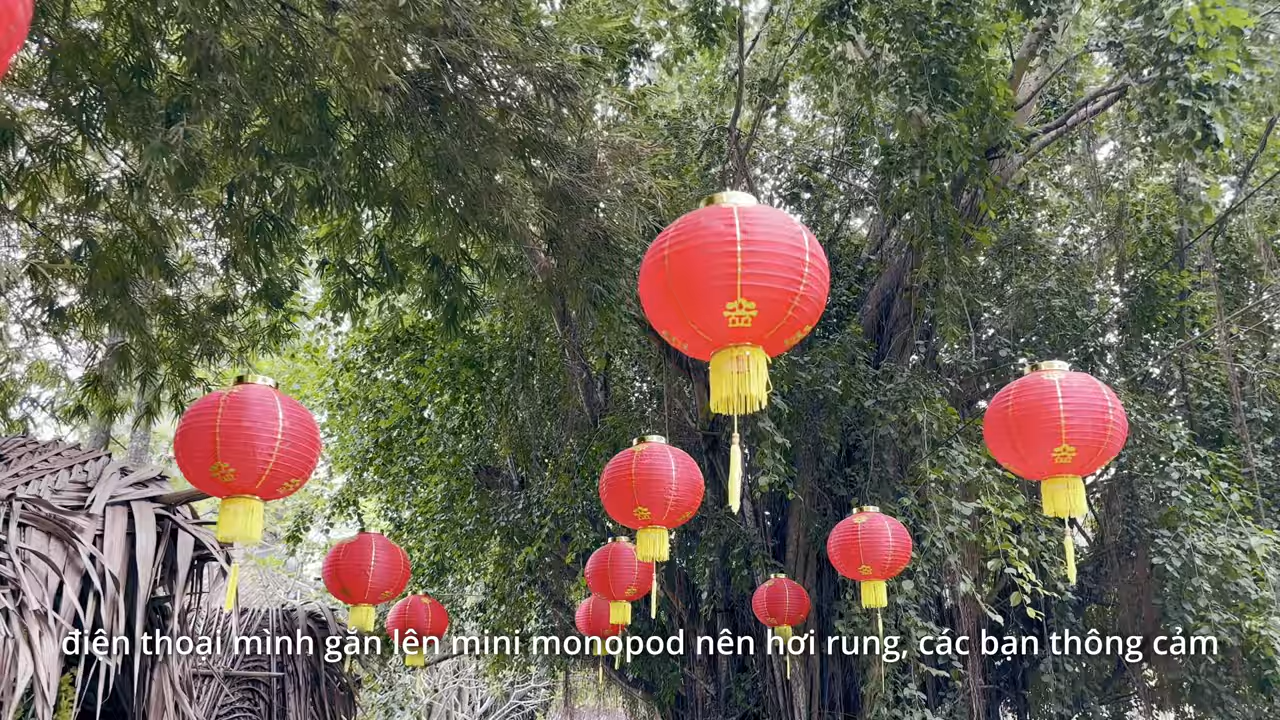 điện thoại mình gắn lên mini monopod nên hơi rung, các bạn thông cảm